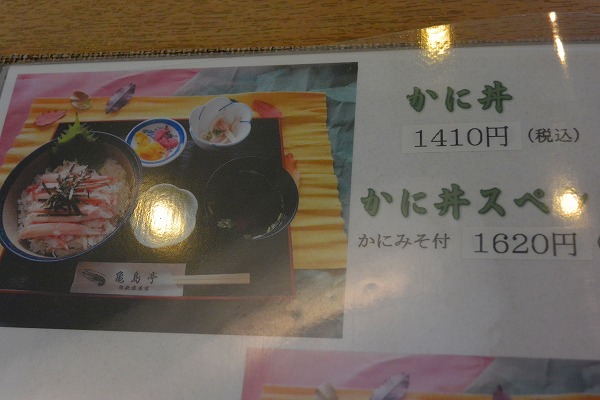 かに丼
1410円 (税込)
かに丼スペ
かにみそ付 1620円
亀鳥亭